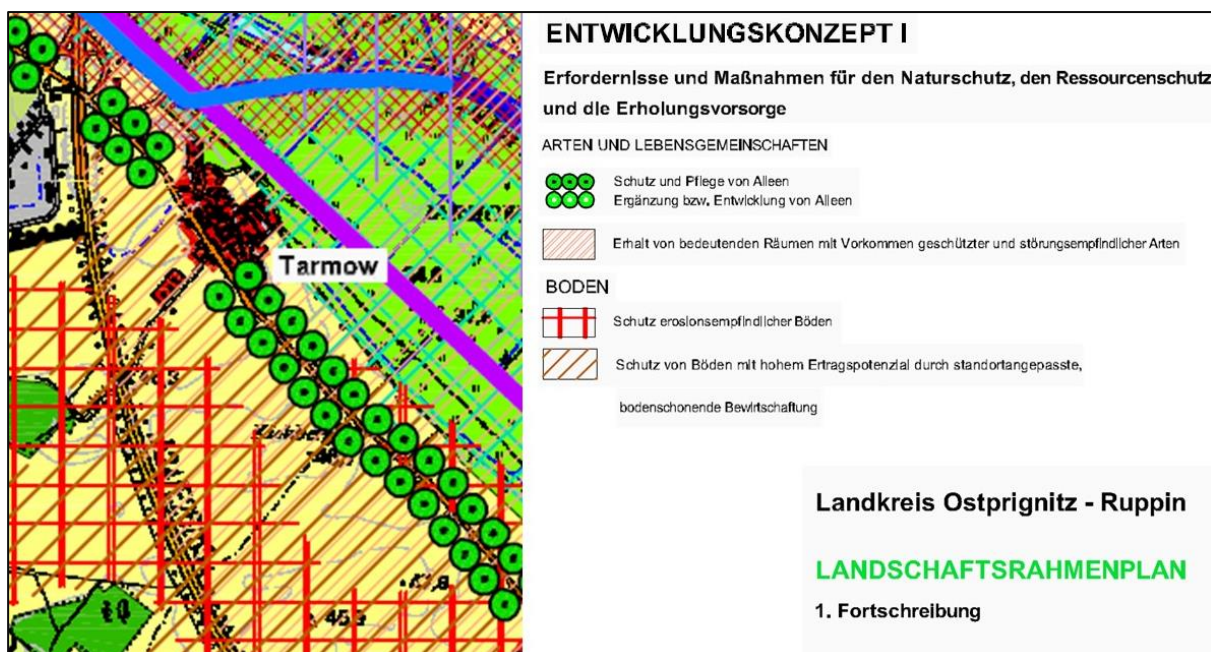 ENTWICKLUNGSKONZEPT I
Erfordernisse und Maßnahmen für den Naturschutz, den Ressourcenschutz
und die Erholungsvorsorge
ARTEN UND LEBENSGEMEINSCHAFTEN
Schutz und Pflege von Alleen
Ergänzung bzw. Entwicklung von Alleen
Erhalt von bedeutenden Räumen mit Vorkommen geschützter und störungsempfindlicher Arten
BODEN
Schutz erosionsempfindlicher Böden
Schutz von Böden mit hohem Ertragspotenzial durch standortangepasste,
bodenschonende Bewirtschaftung
Tarmow
Landkreis Ostprignitz - Ruppin
LANDSCHAFTSRAHMENPLAN
1. Fortschreibung